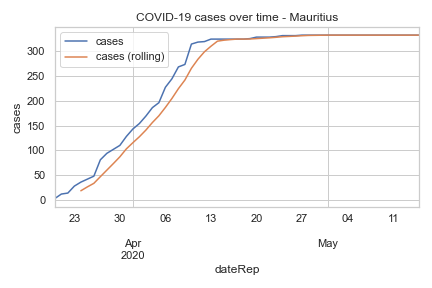 COVID-19 cases over time - Mauritius
cases
cases (rolling)
300
250
200
150
100
50
0
cases
23 30 06 13 20 27 04 11
Apr May
2020
dateRep